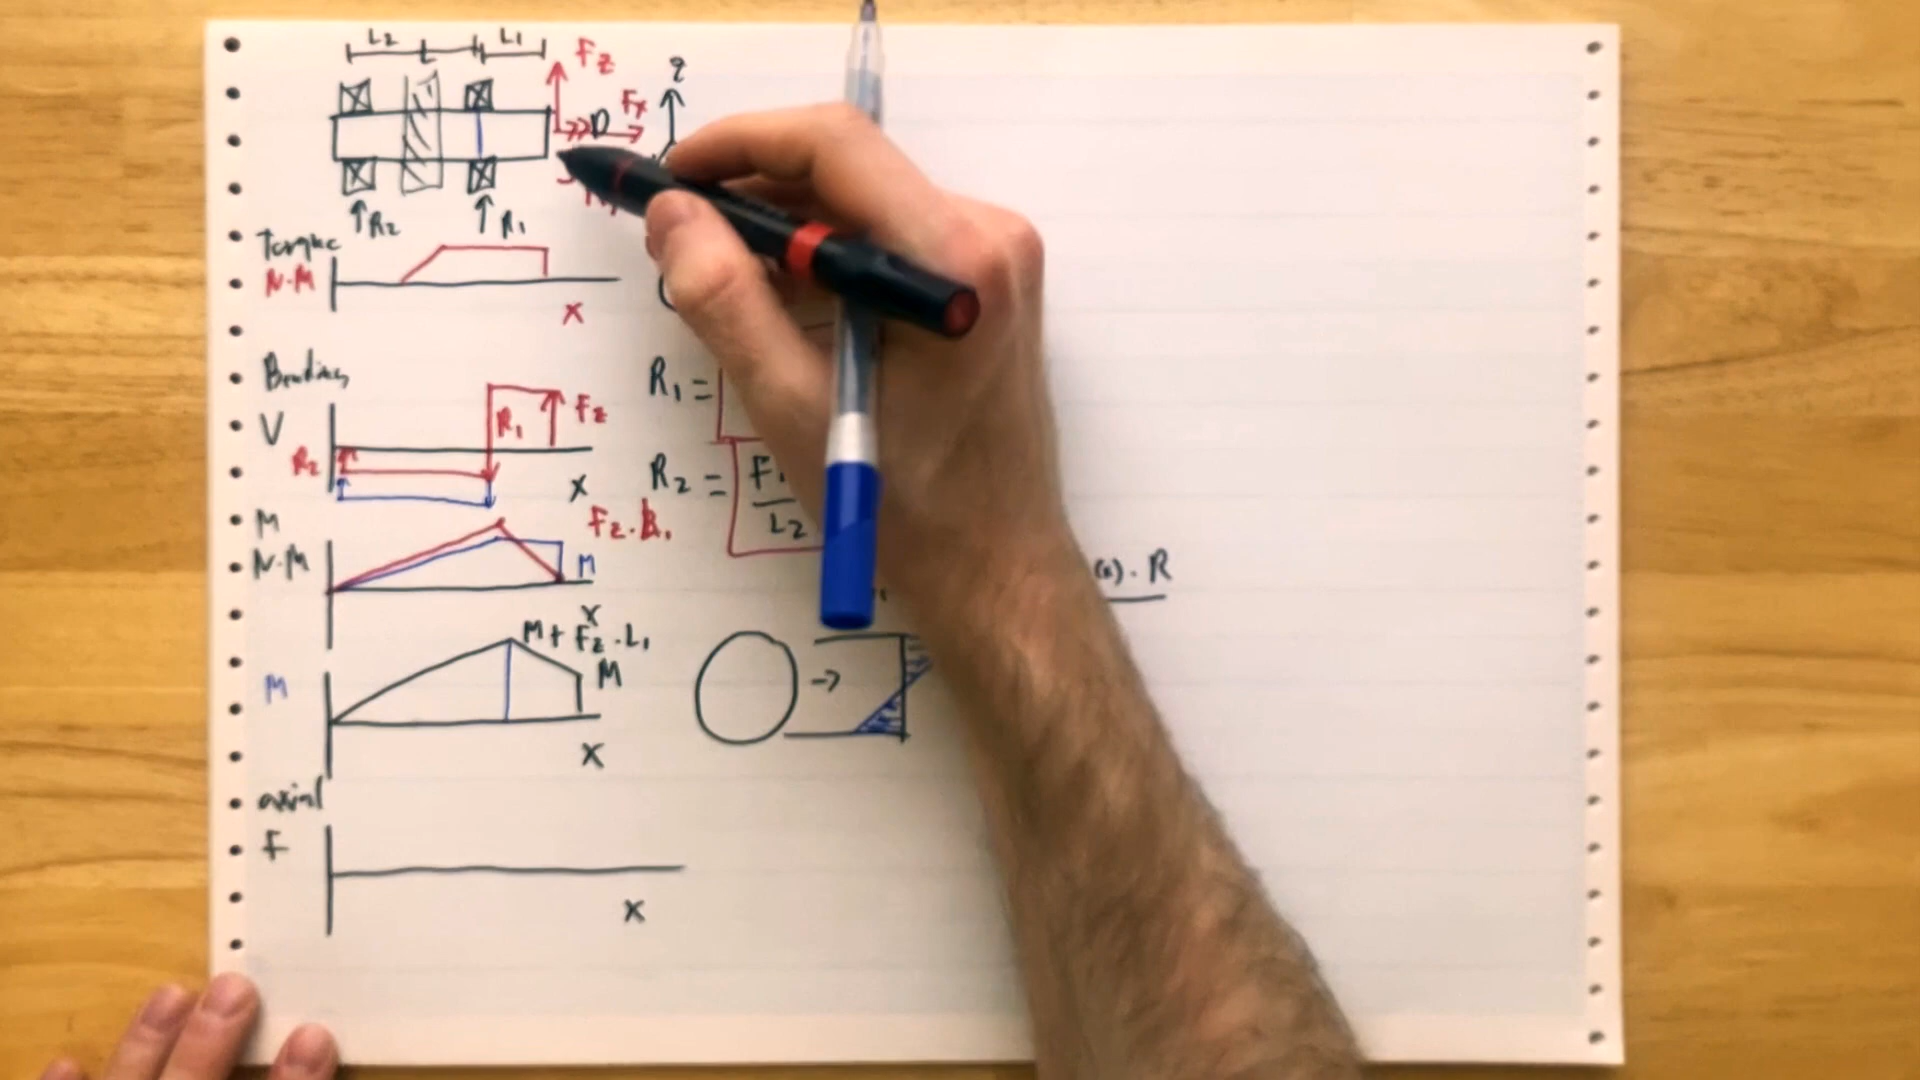 L2 L1
Fz
z
Fx
R2 R1
Torque
N·M
x
Bending
V
R1 Fz
R2
x
R1 =
R2 =
L2
M
N·M
Fz·L1
M
x
(x)·R
M+ Fz·L1
M
M
x
axial
F
x